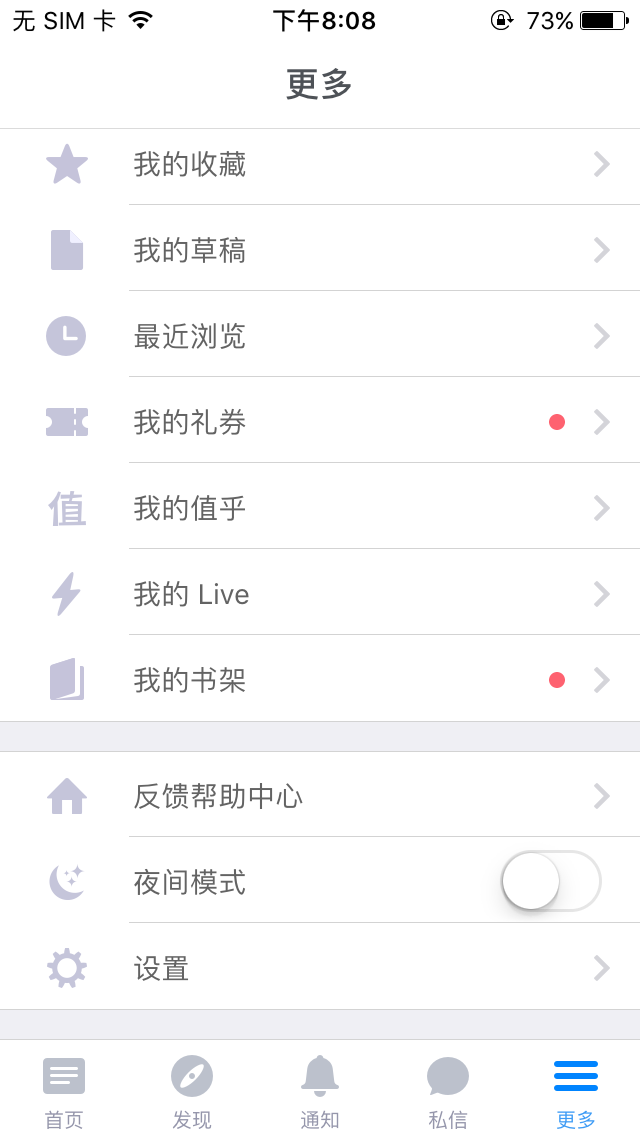 无 SIM 卡 下午8:08 73%
更多
我的收藏
我的草稿
最近浏览
我的礼券
值 我的值乎
我的 Live
我的书架
反馈帮助中心
夜间模式
设置
首页 发现 通知 私信 更多